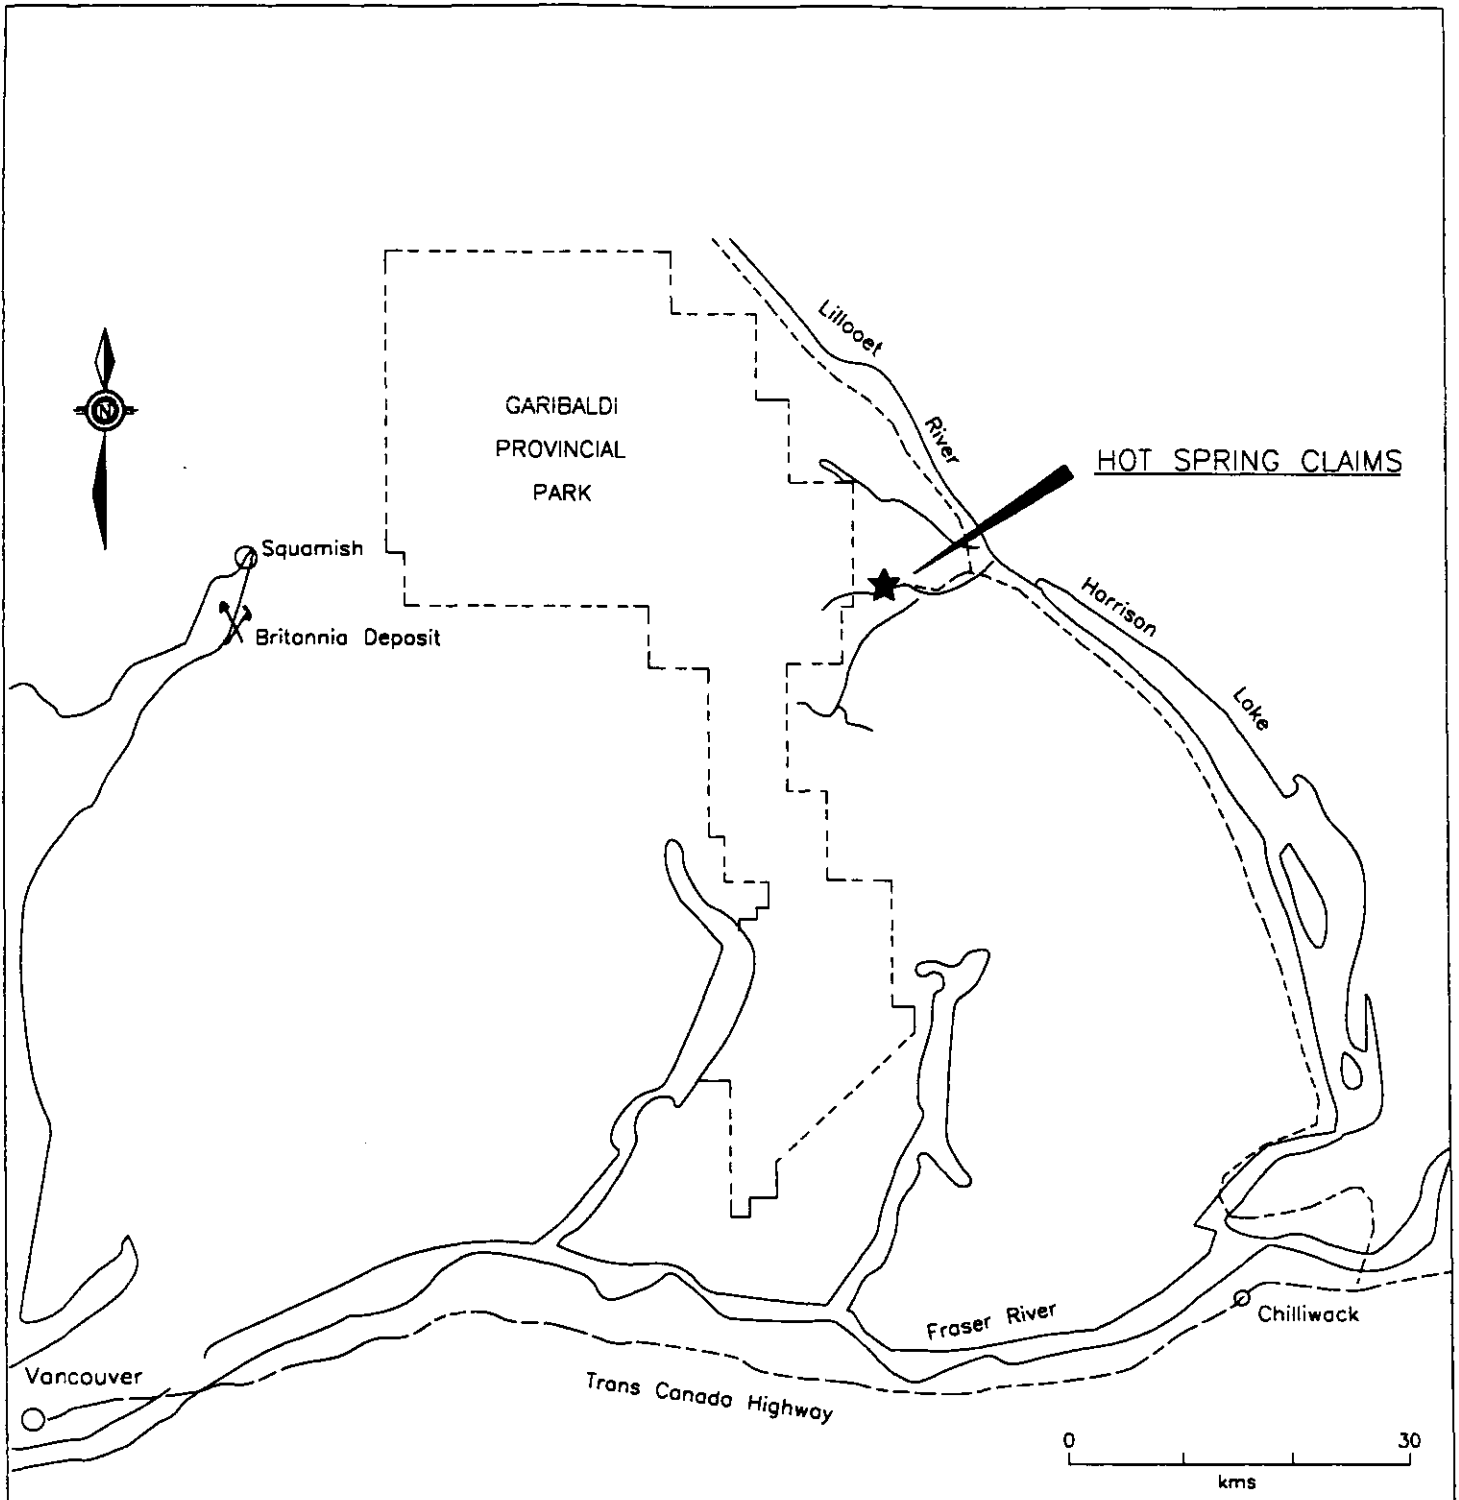 Lillooet
River
GARIBALDI
PROVINCIAL
PARK
N
HOT SPRING CLAIMS
Squamish
Britannia Deposit
Harrison
Lake
Fraser River
Chilliwack
Vancouver
Trans Canada Highway
0 30
kms